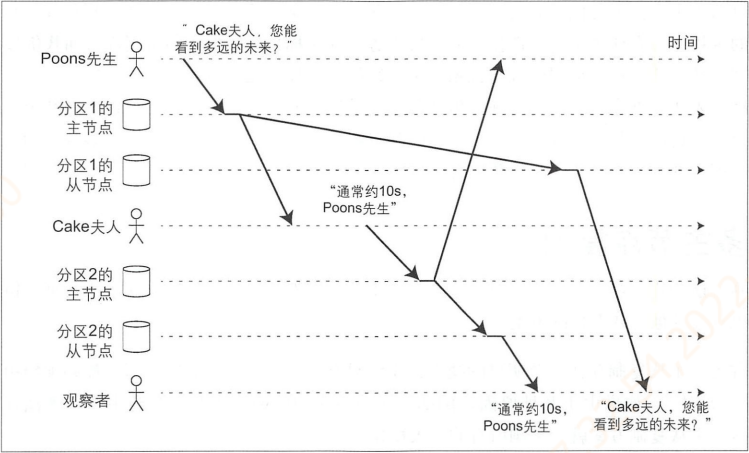 “ Cake夫人，您能
看到多远的未来？”
时间
Poons先生
分区1的
主节点
分区1的
从节点
“通常约10s，
Poons先生”
Cake夫人
分区2的
主节点
分区2的
从节点
观察者
“通常约10s，
Poons先生”
“Cake夫人，您能
看到多远的未来？”